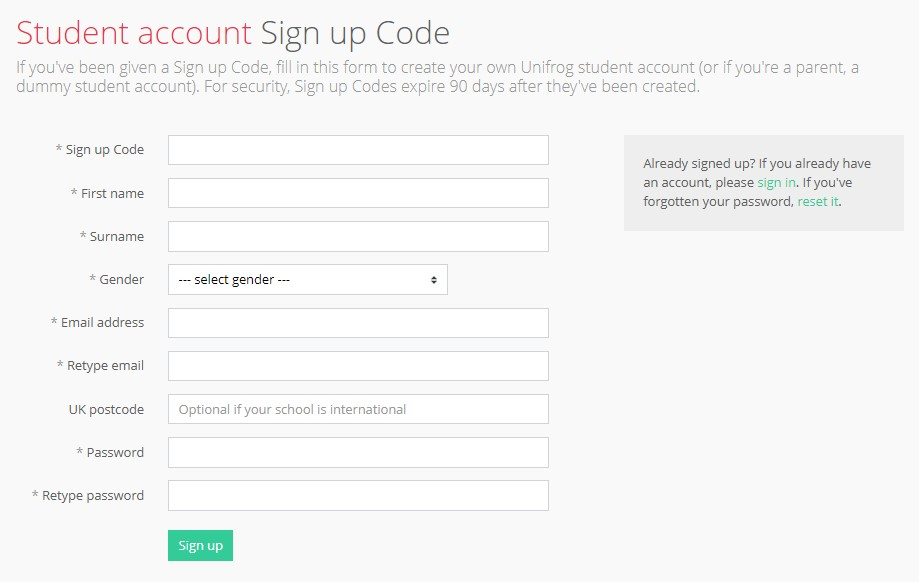 Student account Sign up Code
If you've been given a Sign up Code, fill in this form to create your own Unifrog student account (or if you're a parent, a
dummy student account). For security, Sign up Codes expire 90 days after they've been created.
* Sign up Code
* First name
* Surname
* Gender
--- select gender ---
* Email address
* Retype email
UK postcode
Optional if your school is international
* Password
* Retype password
Sign up
Already signed up? If you already have
an account, please sign in. If you've
forgotten your password, reset it.